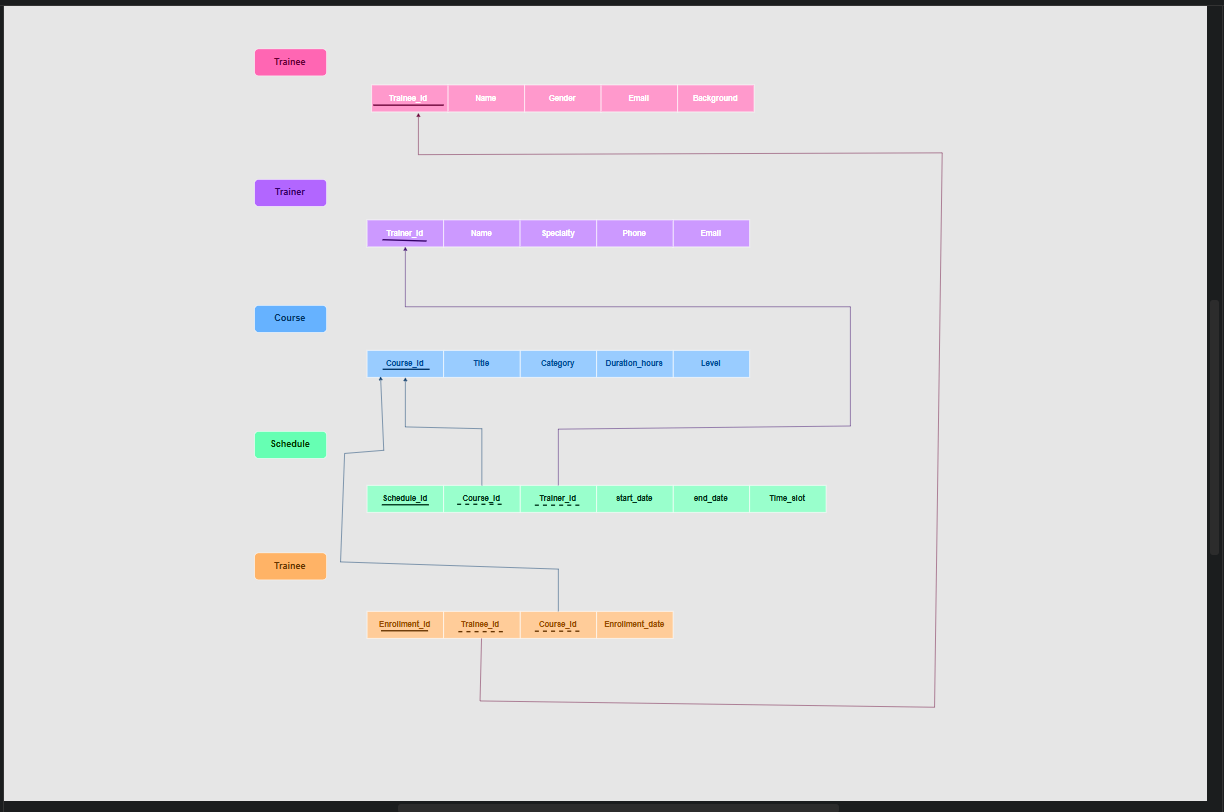 Trainee
Trainee_Id Name Gender Email Background
Trainer
Trainer_Id Name Specialty Phone Email
Course
Course_Id Title Category Duration_hours Level
Schedule
Schedule_Id Course_Id Trainer_Id start_date end_date Time_slot
Trainee
Enrollment_Id Trainee_Id Course_Id Enrollment_date